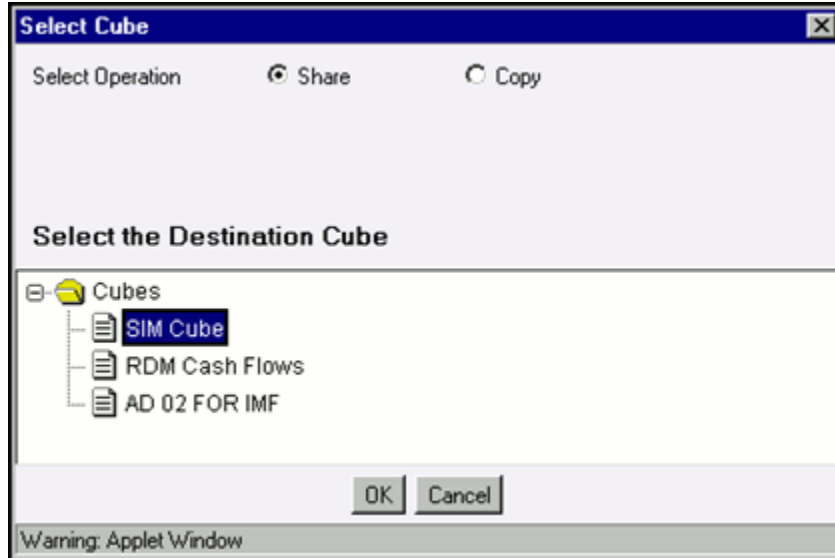 Select Cube
Select Operation Share Copy
Select the Destination Cube
Cubes
SIM Cube
RDM Cash Flows
AD 02 FOR IMF
OK Cancel
Warning: Applet Window